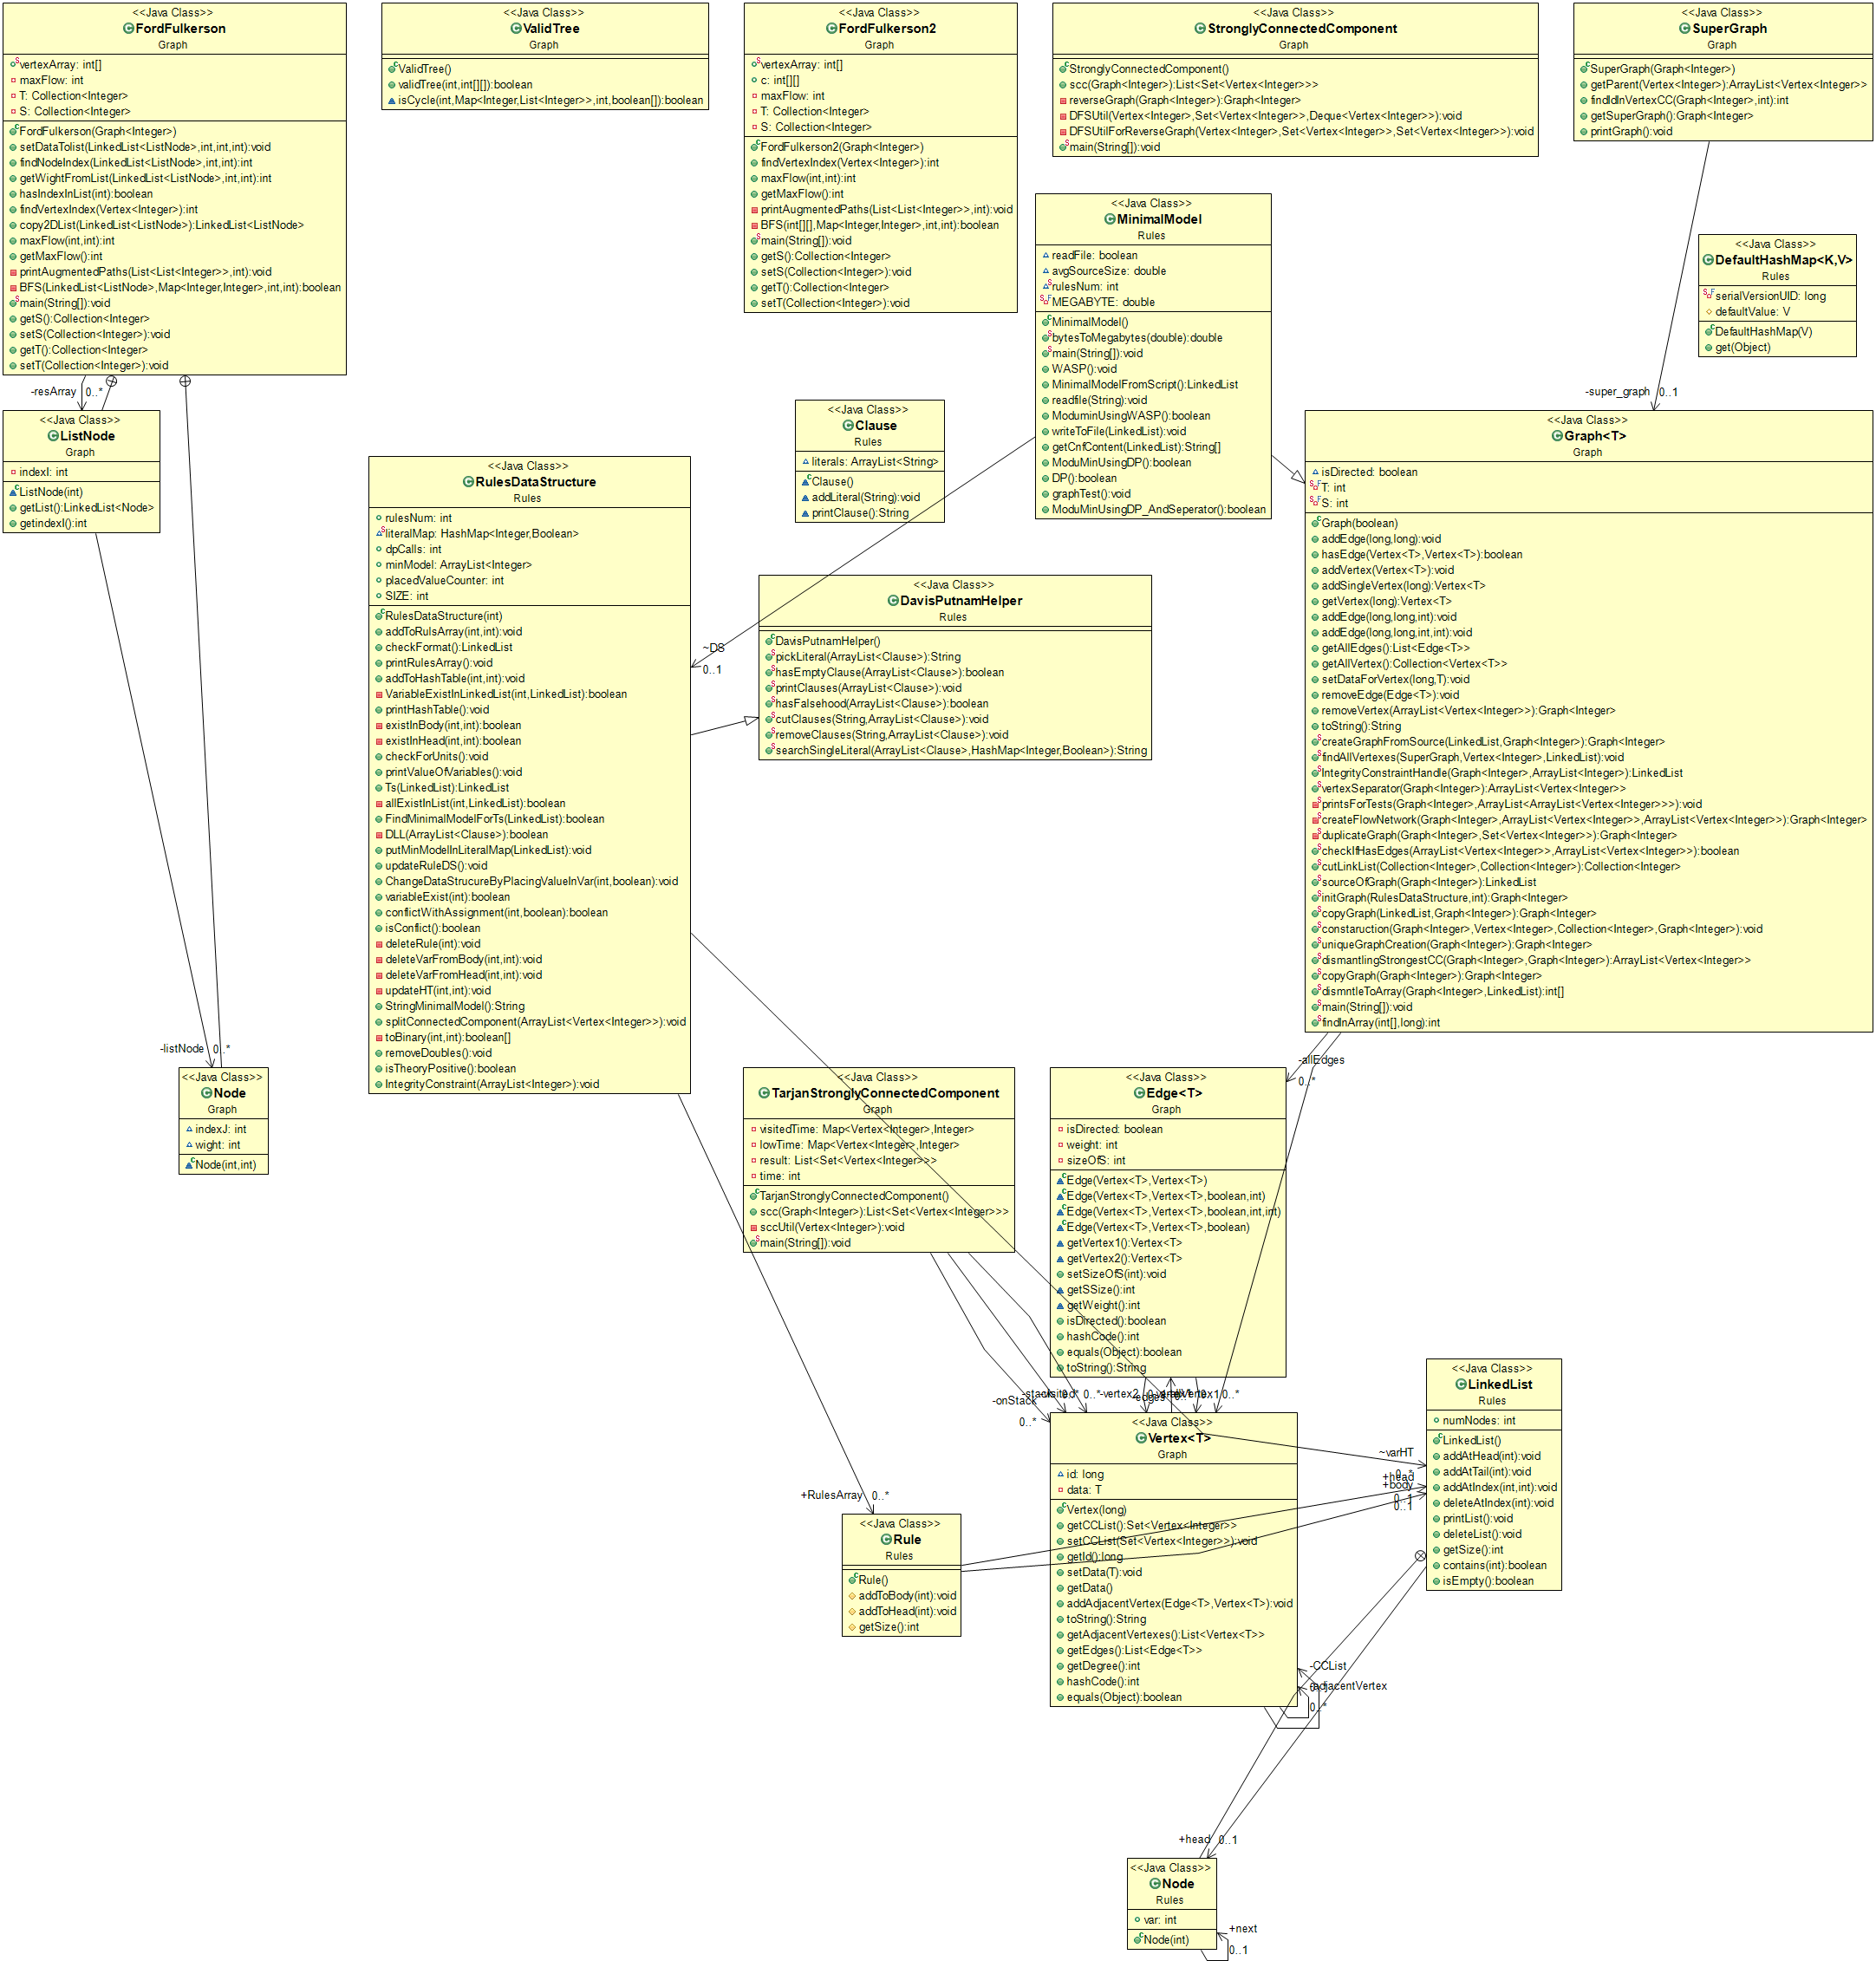 <<Java Class>>
FordFulkerson
Graph
vertexArray: int[]
maxFlow: int
T: Collection<Integer>
S: Collection<Integer>
FordFulkerson(Graph<Integer>)
setDataTolist(LinkedList<ListNode>,int,int,int):void
findNodeIndex(LinkedList<ListNode>,int,int):int
getWightFromList(LinkedList<ListNode>,int,int):int
hasIndexInList(int):boolean
findVertexIndex(Vertex<Integer>):int
copy2DList(LinkedList<ListNode>):LinkedList<ListNode>
maxFlow(int,int):int
getMaxFlow():int
printAugmentedPaths(List<List<Integer>>,int):void
BFS(LinkedList<ListNode>,Map<Integer,Integer>,int,int):boolean
main(String[]):void
getS():Collection<Integer>
setS(Collection<Integer>):void
getT():Collection<Integer>
setT(Collection<Integer>):void
<<Java Class>>
ValidTree
Graph
ValidTree()
validTree(int,int[][]):boolean
isCycle(int,Map<Integer,List<Integer>>,int,boolean[]):boolean
<<Java Class>>
FordFulkerson2
Graph
vertexArray: int[]
c: int[][]
maxFlow: int
T: Collection<Integer>
S: Collection<Integer>
FordFulkerson2(Graph<Integer>)
findVertexIndex(Vertex<Integer>):int
maxFlow(int,int):int
getMaxFlow():int
printAugmentedPaths(List<List<Integer>>,int):void
BFS(int[][],Map<Integer,Integer>,int,int):boolean
main(String[]):void
getS():Collection<Integer>
setS(Collection<Integer>):void
getT():Collection<Integer>
setT(Collection<Integer>):void
<<Java Class>>
StronglyConnectedComponent
Graph
StronglyConnectedComponent()
scc(Graph<Integer>):List<Set<Vertex<Integer>>>
reverseGraph(Graph<Integer>):Graph<Integer>
DFSUtil(Vertex<Integer>,Set<Vertex<Integer>>,Deque<Vertex<Integer>>):void
DFSUtilForReverseGraph(Vertex<Integer>,Set<Vertex<Integer>>,Set<Vertex<Integer>>):void
main(String[]):void
<<Java Class>>
SuperGraph
Graph
SuperGraph(Graph<Integer>)
getParent(Vertex<Integer>):ArrayList<Vertex<Integer>>
findIdInVertexCC(Graph<Integer>,int):int
getSuperGraph():Graph<Integer>
printGraph():void
<<Java Class>>
MinimalModel
Rules
readFile: boolean
avgSourceSize: double
rulesNum: int
MEGABYTE: double
MinimalModel()
bytesToMegabytes(double):double
main(String[]):void
WASP():void
MinimalModelFromScript():LinkedList
readfile(String):void
ModuminUsingWASP():boolean
writeToFile(LinkedList):void
getCnfContent(LinkedList):String[]
ModuMinUsingDP():boolean
DP():boolean
graphTest():void
ModuMinUsingDP_AndSeperator():boolean
<<Java Class>>
DefaultHashMap<K,V>
Rules
serialVersionUID: long
defaultValue: V
DefaultHashMap(V)
get(Object)
-resArray 0..*
-super_graph 0..1
<<Java Class>>
ListNode
Graph
indexI: int
ListNode(int)
getList():LinkedList<Node>
getindexI():int
<<Java Class>>
Clause
Rules
literals: ArrayList<String>
Clause()
addLiteral(String):void
printClause():String
<<Java Class>>
Graph<T>
Graph
isDirected: boolean
T: int
S: int
Graph(boolean)
addEdge(long,long):void
hasEdge(Vertex<T>,Vertex<T>):boolean
addVertex(Vertex<T>):void
addSingleVertex(long):Vertex<T>
getVertex(long):Vertex<T>
addEdge(long,long,int):void
addEdge(long,long,int,int):void
getAllEdges():List<Edge<T>>
getAllVertex():Collection<Vertex<T>>
setDataForVertex(long,T):void
removeEdge(Edge<T>):void
removeVertex(ArrayList<Vertex<Integer>>):Graph<Integer>
toString():String
createGraphFromSource(LinkedList,Graph<Integer>):Graph<Integer>
findAllVertexes(SuperGraph,Vertex<Integer>,LinkedList):void
IntegrityConstraintHandle(Graph<Integer>,ArrayList<Integer>):LinkedList
vertexSeparator(Graph<Integer>):ArrayList<Vertex<Integer>>
printsForTests(Graph<Integer>,ArrayList<ArrayList<Vertex<Integer>>>):void
createFlowNetwork(Graph<Integer>,ArrayList<Vertex<Integer>>,ArrayList<Vertex<Integer>>):Graph<Integer>
duplicateGraph(Graph<Integer>,Set<Vertex<Integer>>):Graph<Integer>
checkIfHasEdges(ArrayList<Vertex<Integer>>,ArrayList<Vertex<Integer>>):boolean
cutLinkList(Collection<Integer>,Collection<Integer>):Collection<Integer>
sourceOfGraph(Graph<Integer>):LinkedList
initGraph(RulesDataStructure,int):Graph<Integer>
copyGraph(LinkedList,Graph<Integer>):Graph<Integer>
constaruction(Graph<Integer>,Vertex<Integer>,Collection<Integer>,Graph<Integer>):void
uniqueGraphCreation(Graph<Integer>):Graph<Integer>
dismantlingStrongestCC(Graph<Integer>,Graph<Integer>):ArrayList<Vertex<Integer>>
copyGraph(Graph<Integer>):Graph<Integer>
dismntleToArray(Graph<Integer>,LinkedList):int[]
main(String[]):void
findInArray(int[],long):int
<<Java Class>>
RulesDataStructure
Rules
rulesNum: int
literalMap: HashMap<Integer,Boolean>
dpCalls: int
minModel: ArrayList<Integer>
placedValueCounter: int
SIZE: int
RulesDataStructure(int)
addToRulsArray(int,int):void
checkFormat():LinkedList
printRulesArray():void
addToHashTable(int,int):void
VariableExistInLinkedList(int,LinkedList):boolean
printHashTable():void
existInBody(int,int):boolean
existInHead(int,int):boolean
checkForUnits():void
printValueOfVariables():void
Ts(LinkedList):LinkedList
allExistInList(int,LinkedList):boolean
FindMinimalModelForTs(LinkedList):boolean
DLL(ArrayList<Clause>):boolean
putMinModelInLiteralMap(LinkedList):void
updateRuleDS():void
ChangeDataStrucureByPlacingValueInVar(int,boolean):void
variableExist(int):boolean
conflictWithAssignment(int,boolean):boolean
isConflict():boolean
deleteRule(int):void
deleteVarFromBody(int,int):void
deleteVarFromHead(int,int):void
updateHT(int,int):void
StringMinimalModel():String
splitConnectedComponent(ArrayList<Vertex<Integer>>):void
toBinary(int,int):boolean[]
removeDoubles():void
isTheoryPositive():boolean
IntegrityConstraint(ArrayList<Integer>):void
<<Java Class>>
DavisPutnamHelper
Rules
DavisPutnamHelper()
pickLiteral(ArrayList<Clause>):String
hasEmptyClause(ArrayList<Clause>):boolean
printClauses(ArrayList<Clause>):void
hasFalsehood(ArrayList<Clause>):boolean
cutClauses(String,ArrayList<Clause>):void
removeClauses(String,ArrayList<Clause>):void
searchSingleLiteral(ArrayList<Clause>,HashMap<Integer,Boolean>):String
~DS
0..1
-listNode 0..*
-allEdges
0..*
<<Java Class>>
Node
Graph
indexJ: int
wight: int
Node(int,int)
<<Java Class>>
TarjanStronglyConnectedComponent
Graph
visitedTime: Map<Vertex<Integer>,Integer>
lowTime: Map<Vertex<Integer>,Integer>
result: List<Set<Vertex<Integer>>>
time: int
TarjanStronglyConnectedComponent()
scc(Graph<Integer>):List<Set<Vertex<Integer>>>
sccUtil(Vertex<Integer>):void
main(String[]):void
<<Java Class>>
Edge<T>
Graph
isDirected: boolean
weight: int
sizeOfS: int
Edge(Vertex<T>,Vertex<T>)
Edge(Vertex<T>,Vertex<T>,boolean,int)
Edge(Vertex<T>,Vertex<T>,boolean,int,int)
Edge(Vertex<T>,Vertex<T>,boolean)
getVertex1():Vertex<T>
getVertex2():Vertex<T>
setSizeOfS(int):void
getSSize():int
getWeight():int
isDirected():boolean
hashCode():int
equals(Object):boolean
toString():String
-onStack
0..*
0..*
-vertex2
-edges
0..*
<<Java Class>>
Vertex<T>
Graph
id: long
data: T
Vertex(long)
getCCList():Set<Vertex<Integer>>
setCCList(Set<Vertex<Integer>>):void
getId():long
setData(T):void
getData()
addAdjacentVertex(Edge<T>,Vertex<T>):void
toString():String
getAdjacentVertexes():List<Vertex<T>>
getEdges():List<Edge<T>>
getDegree():int
hashCode():int
equals(Object):boolean
<<Java Class>>
LinkedList
Rules
numNodes: int
LinkedList()
addAtHead(int):void
addAtTail(int):void
addAtIndex(int,int):void
deleteAtIndex(int):void
printList():void
deleteList():void
getSize():int
contains(int):boolean
isEmpty():boolean
~varHT
0..*
+head
+body
0..1
0..1
+RulesArray 0..*
<<Java Class>>
Rule
Rules
Rule()
addToBody(int):void
addToHead(int):void
getSize():int
-CCList
-adjacentVertex
0..*
+head 0..1
<<Java Class>>
Node
Rules
var: int
Node(int)
+next
0..1